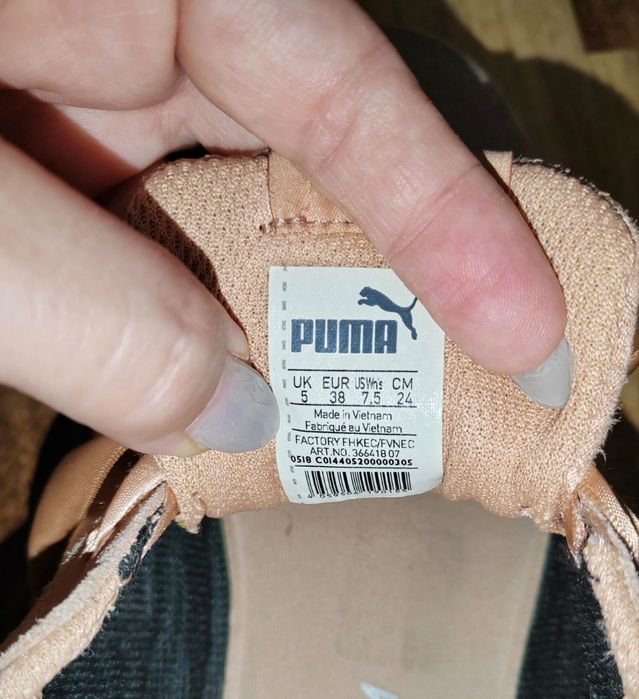 PUMA
UK EUR US Wn's CM
5 38 7.5 24
Made in Vietnam
Fabriqué au Vietnam
FACTORY FHKEC/FVNEC
ART.NO. 366418 07
0518 C014405200000305